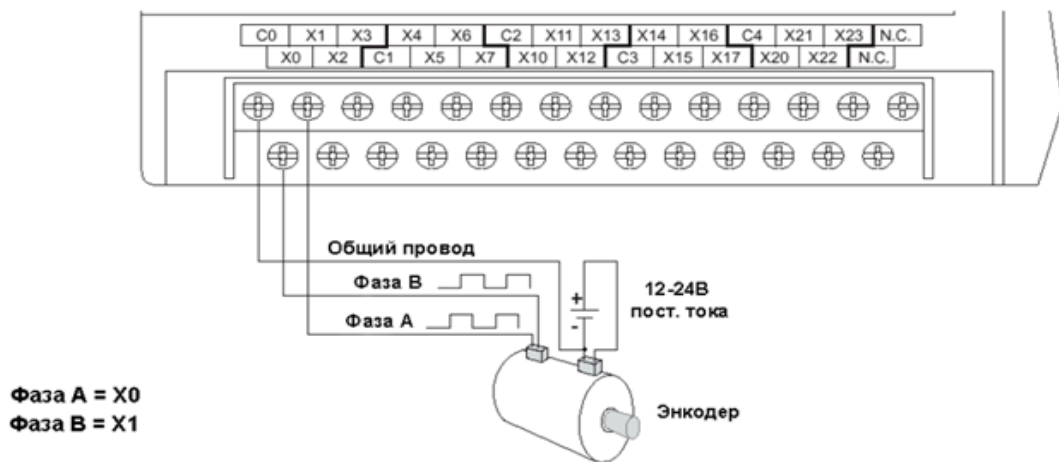 C0 X1 X3 X4 X6 C2 X11 X13 X14 X16 C4 X21 X23 N.C.
X0 X2 C1 X5 X7 X10 X12 C3 X15 X17 X20 X22 N.C.
Общий провод
Фаза В
Фаза А
+
-
12-24В
пост. тока
Энкодер
Фаза А = X0
Фаза В = X1